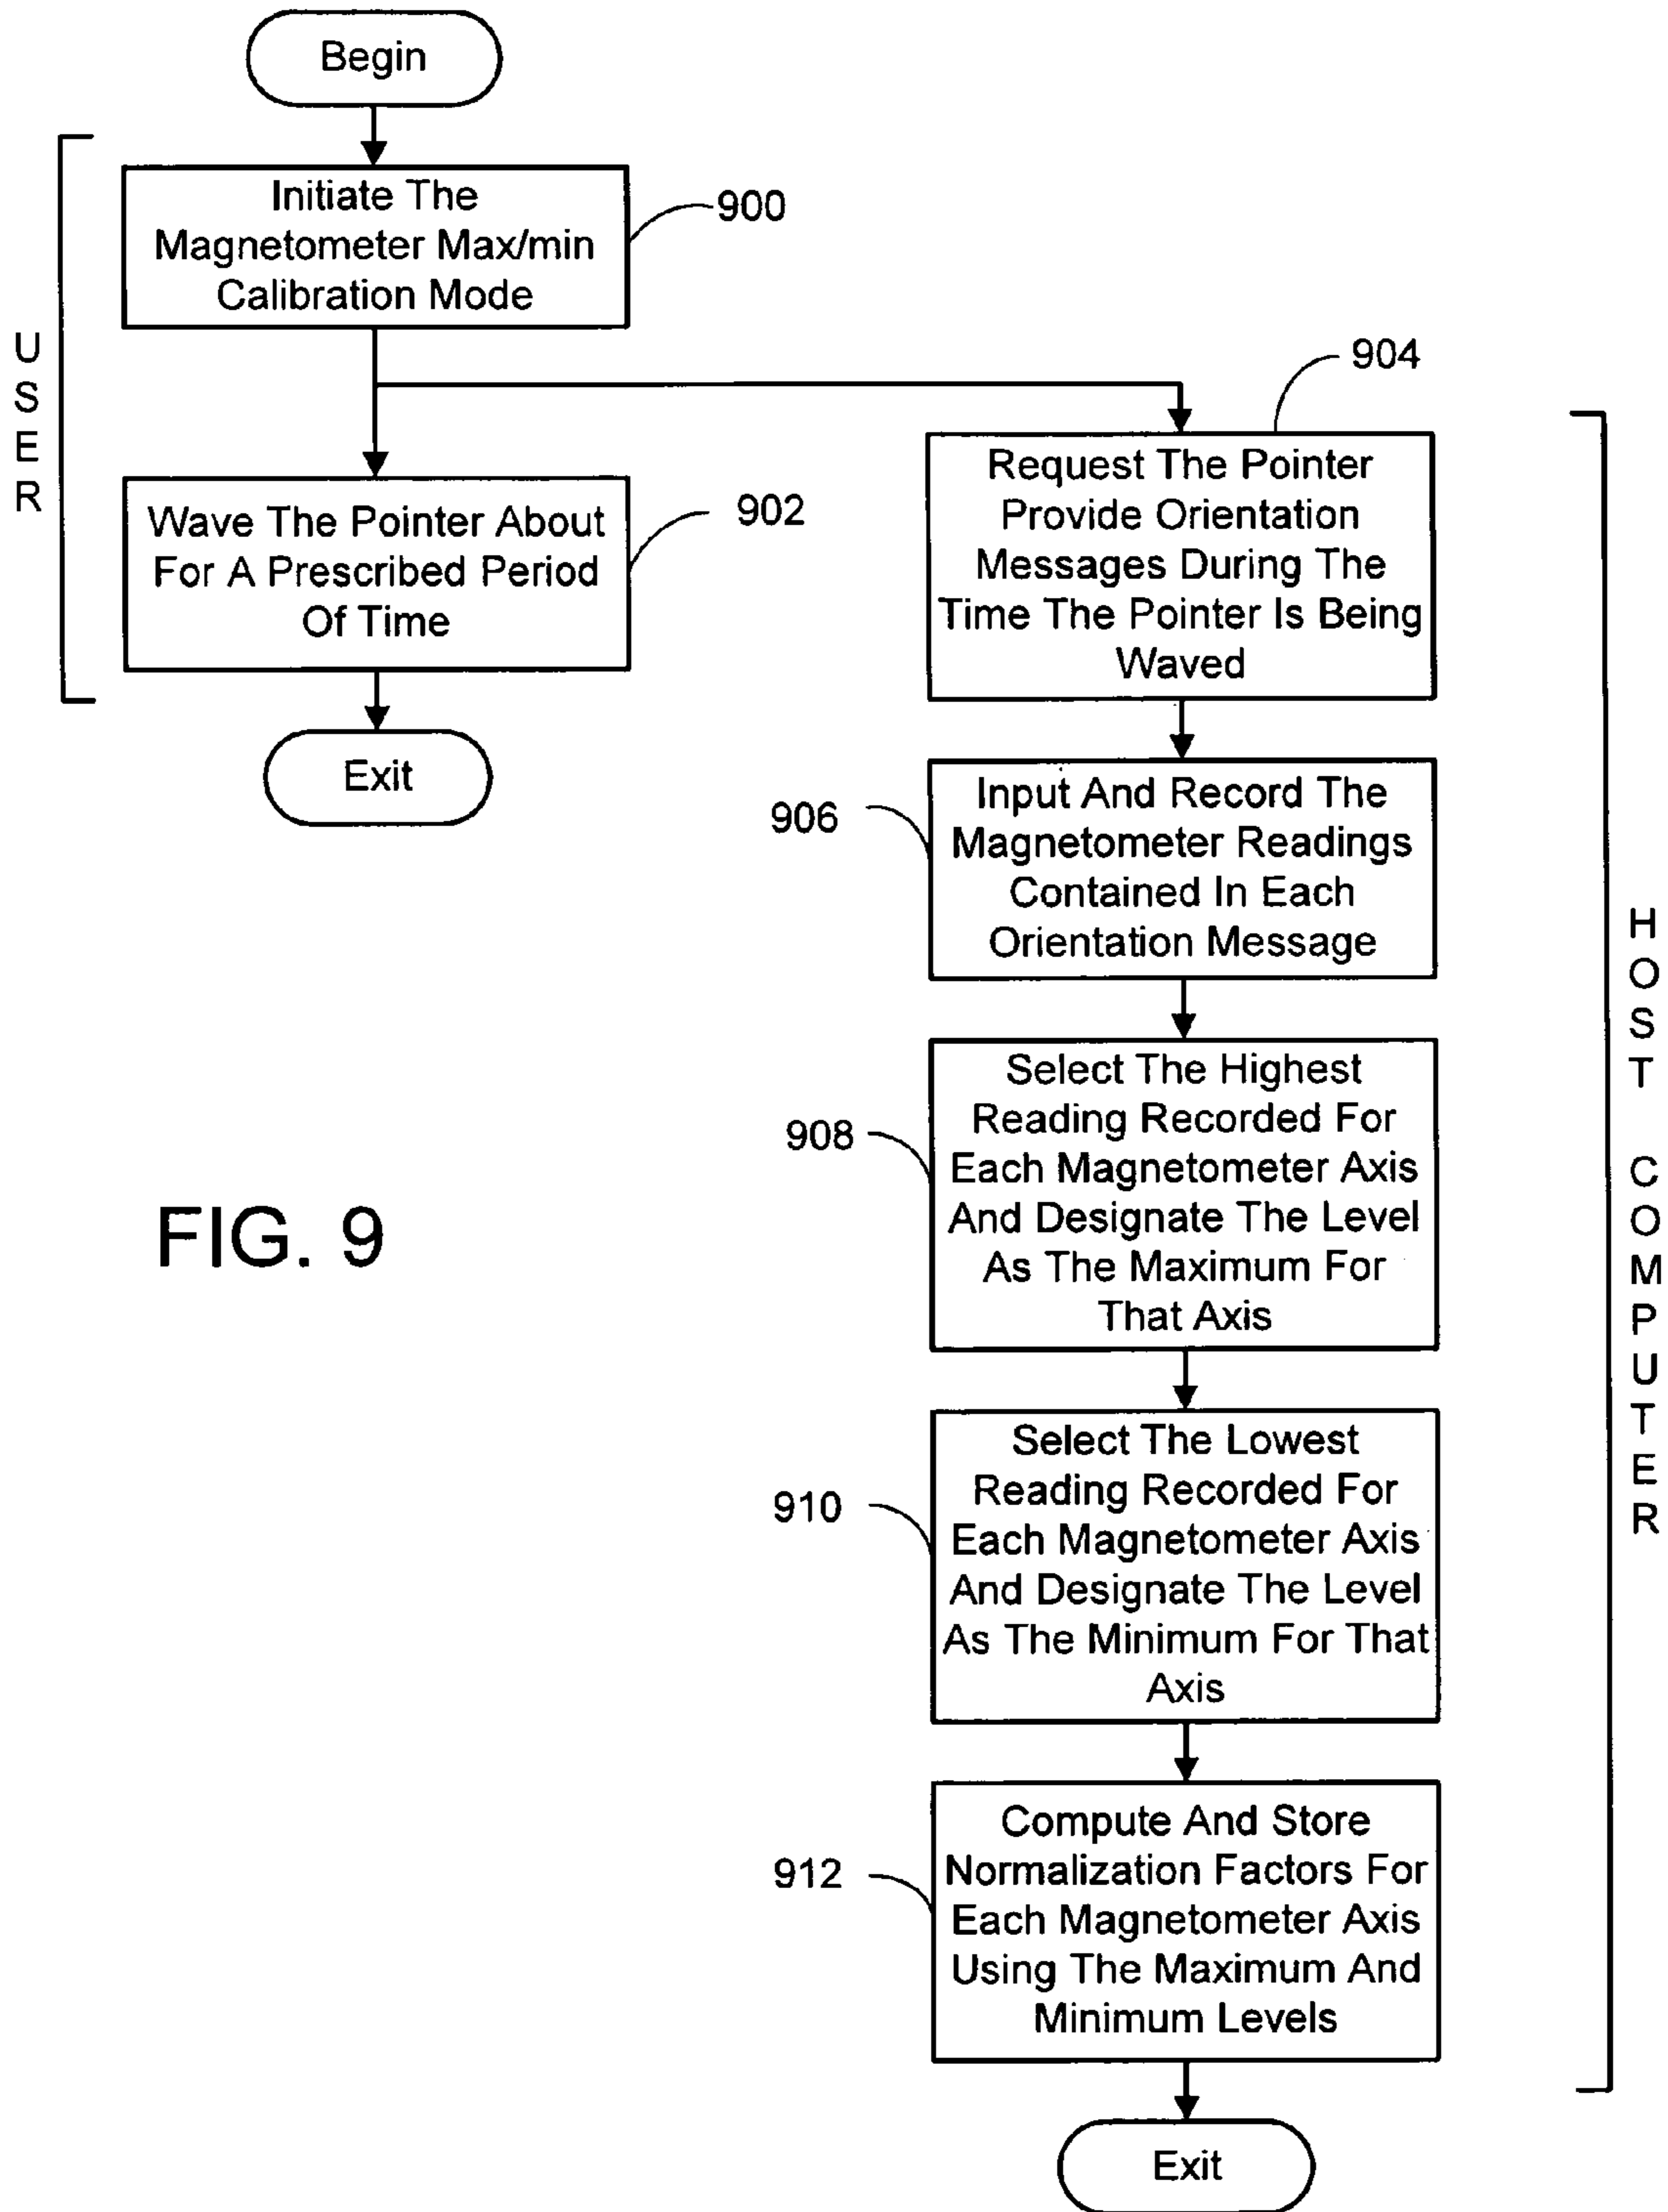 Begin
Initiate The
Magnetometer Max/min
Calibration Mode
900
USER
Wave The Pointer About
For A Prescribed Period
Of Time
902
Exit
904
Request The Pointer
Provide Orientation
Messages During The
Time The Pointer Is Being
Waved
906
Input And Record The
Magnetometer Readings
Contained In Each
Orientation Message
908
Select The Highest
Reading Recorded For
Each Magnetometer Axis
And Designate The Level
As The Maximum For
That Axis
910
Select The Lowest
Reading Recorded For
Each Magnetometer Axis
And Designate The Level
As The Minimum For That
Axis
912
Compute And Store
Normalization Factors For
Each Magnetometer Axis
Using The Maximum And
Minimum Levels
Exit
HOST COMPUTER
FIG. 9